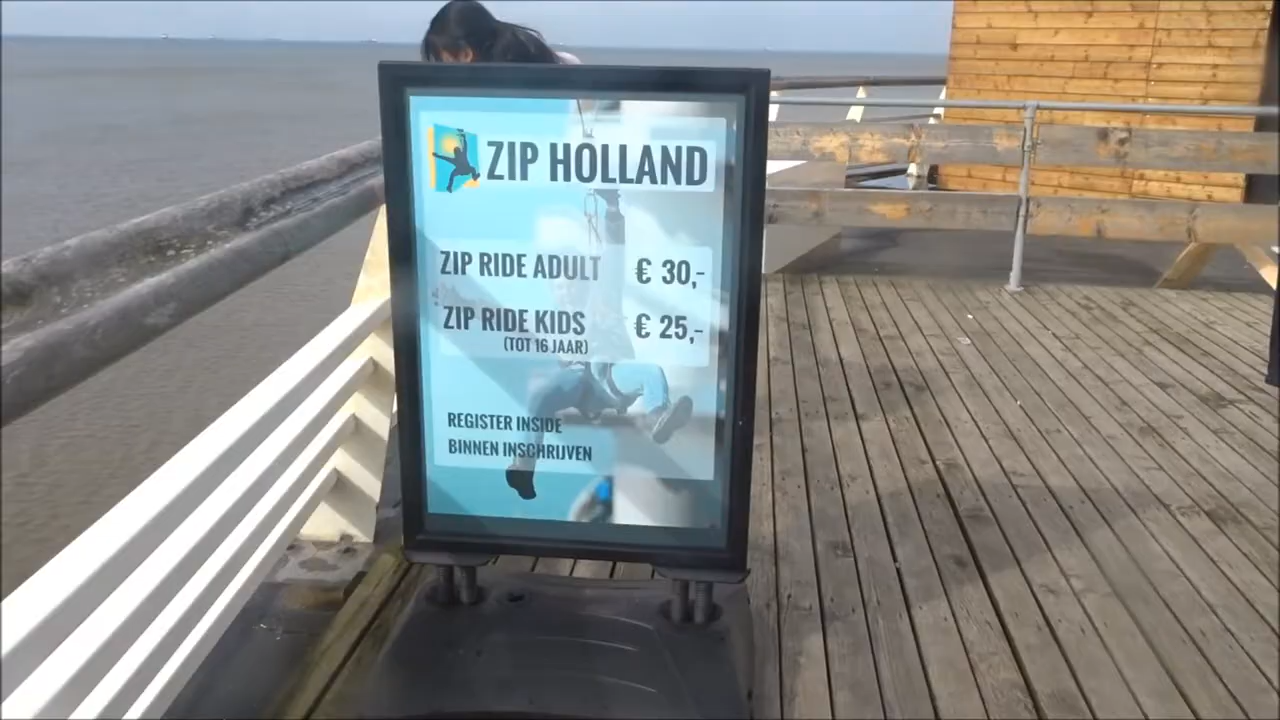 ZIP HOLLAND
ZIP RIDE ADULT € 30,-
ZIP RIDE KIDS € 25,-
(TOT 16 JAAR)
REGISTER INSIDE
BINNEN INSCHRIJVEN